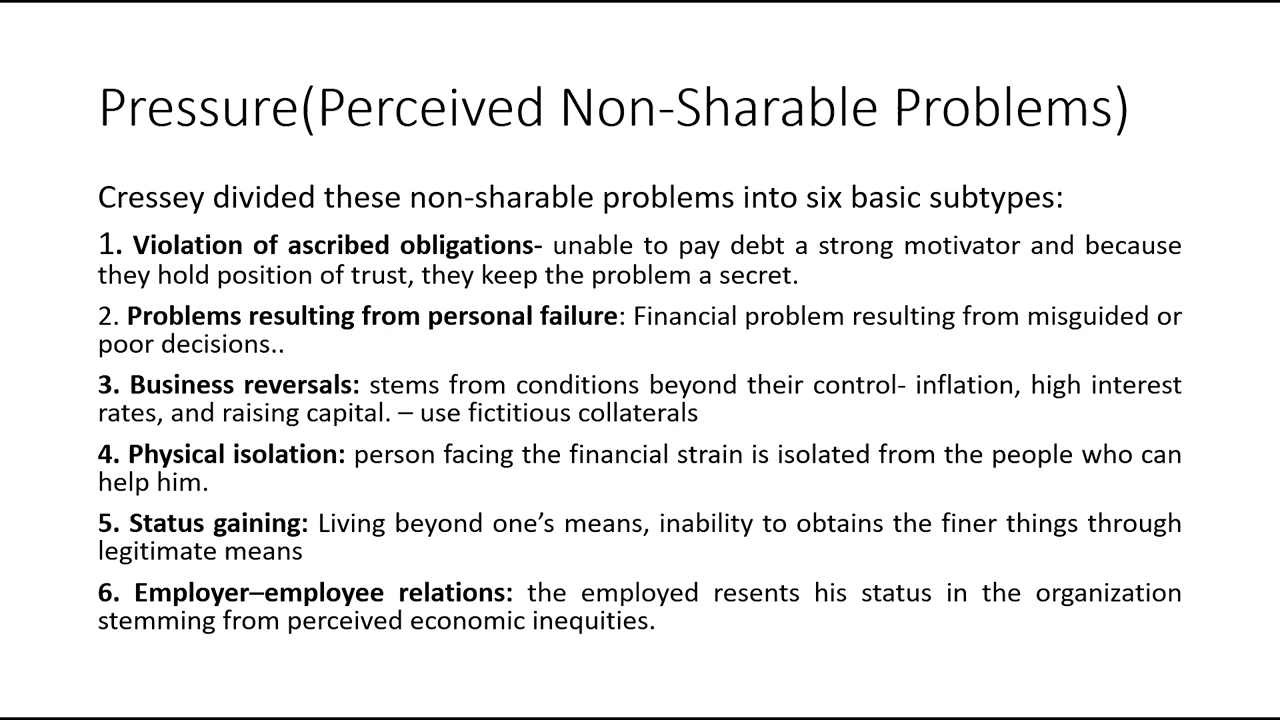 Pressure(Perceived Non-Sharable Problems)
Cressey divided these non-sharable problems into six basic subtypes:
1. Violation of ascribed obligations- unable to pay debt a strong motivator and because
they hold position of trust, they keep the problem a secret.
2. Problems resulting from personal failure: Financial problem resulting from misguided or
poor decisions..
3. Business reversals: stems from conditions beyond their control- inflation, high interest
rates, and raising capital. – use fictitious collaterals
4. Physical isolation: person facing the financial strain is isolated from the people who can
help him.
5. Status gaining: Living beyond one’s means, inability to obtains the finer things through
legitimate means
6. Employer–employee relations: the employed resents his status in the organization
stemming from perceived economic inequities.